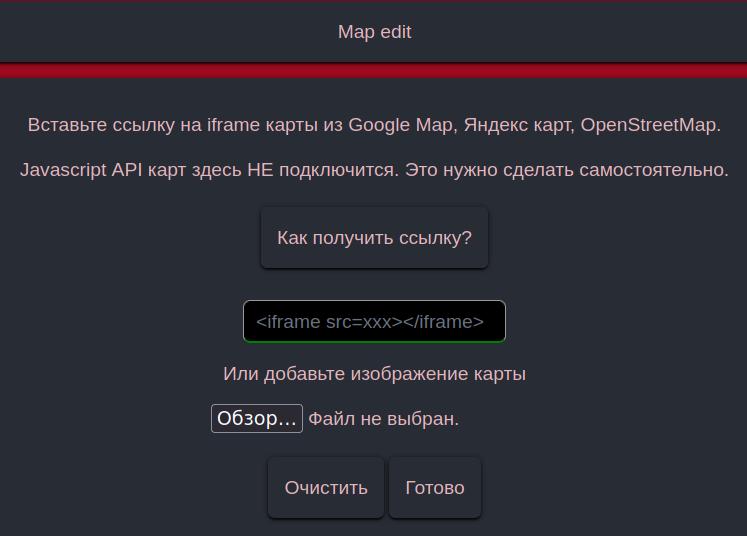 Map edit
Вставьте ссылку на iframe карты из Google Map, Яндекс карт, OpenStreetMap.
Javascript API карт здесь НЕ подключится. Это нужно сделать самостоятельно.
Как получить ссылку?
<iframe src=xxx></iframe>
Или добавьте изображение карты
Обзор... Файл не выбран.
Очистить Готово